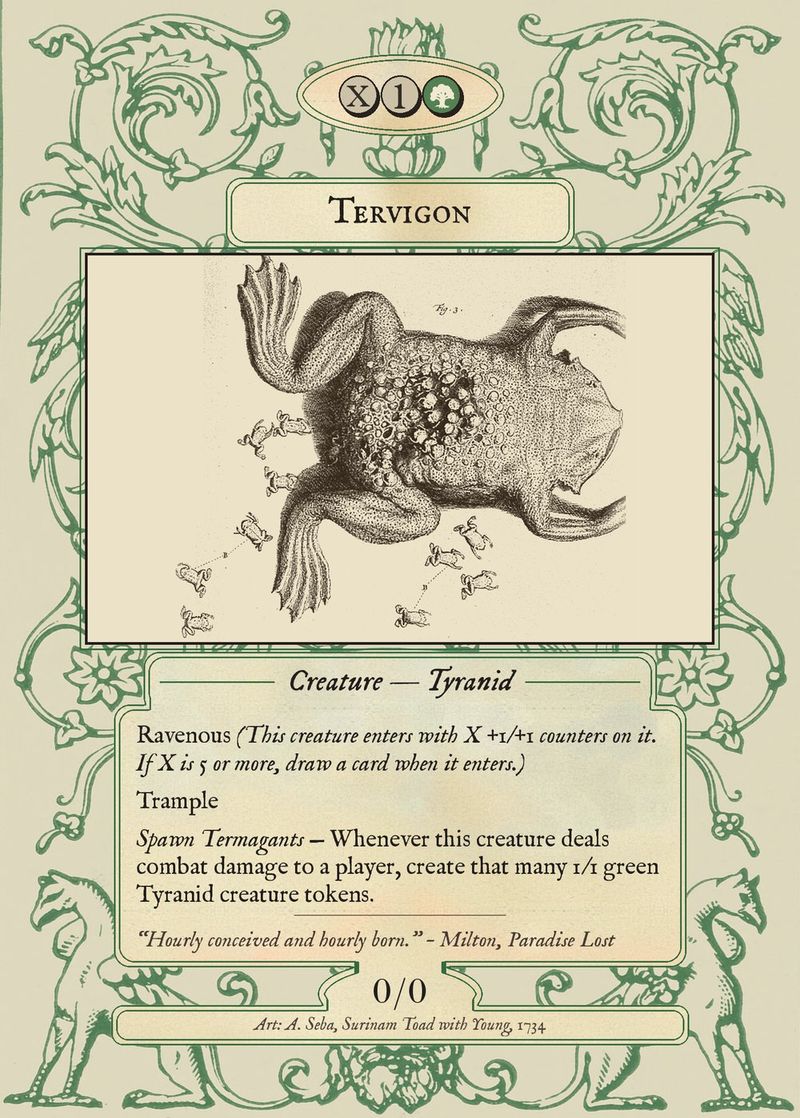 X 1
Tervigon
Fig. 3.
Creature — Tyranid
Ravenous (This creature enters with X +1/+1 counters on it.
If X is 5 or more, draw a card when it enters.)
Trample
Spawn Termagants — Whenever this creature deals
combat damage to a player, create that many 1/1 green
Tyranid creature tokens.
“Hourly conceived and hourly born.” - Milton, Paradise Lost
0/0
Art: A. Seba, Surinam Toad with Young, 1734